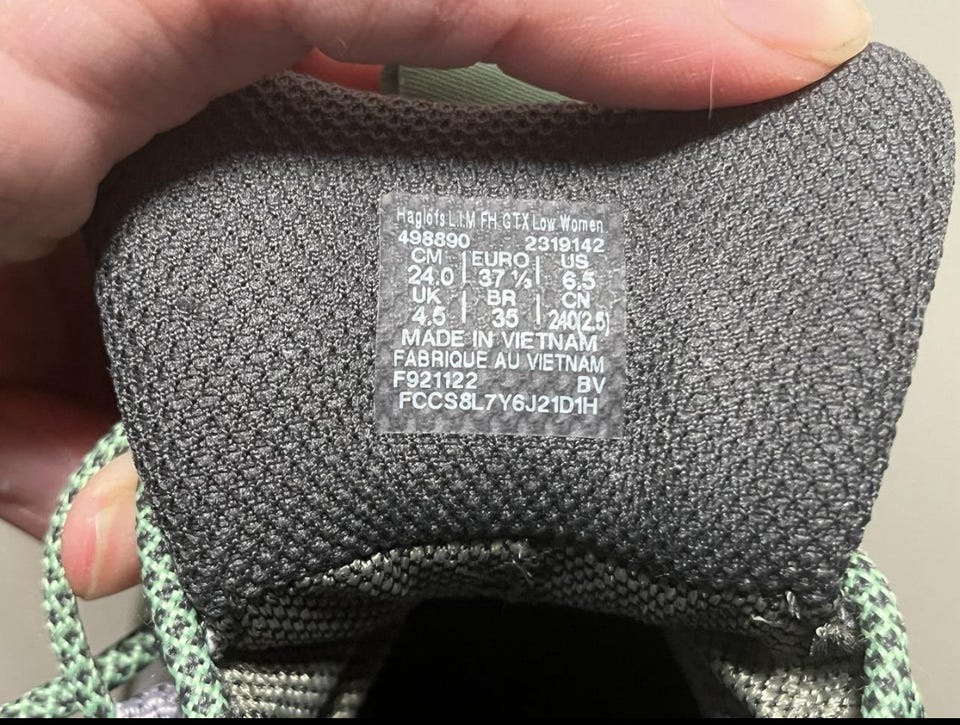 Haglöfs L.I.M FH GTX Low Women
498890 2319142
CM | EURO | US
24.0 | 37 ⅓ | 6.5
UK | BR | CN
4.5 | 35 | 240(2.5)
MADE IN VIETNAM
FABRIQUE AU VIETNAM
F921122 BV
FCCS8L7Y6J21D1H